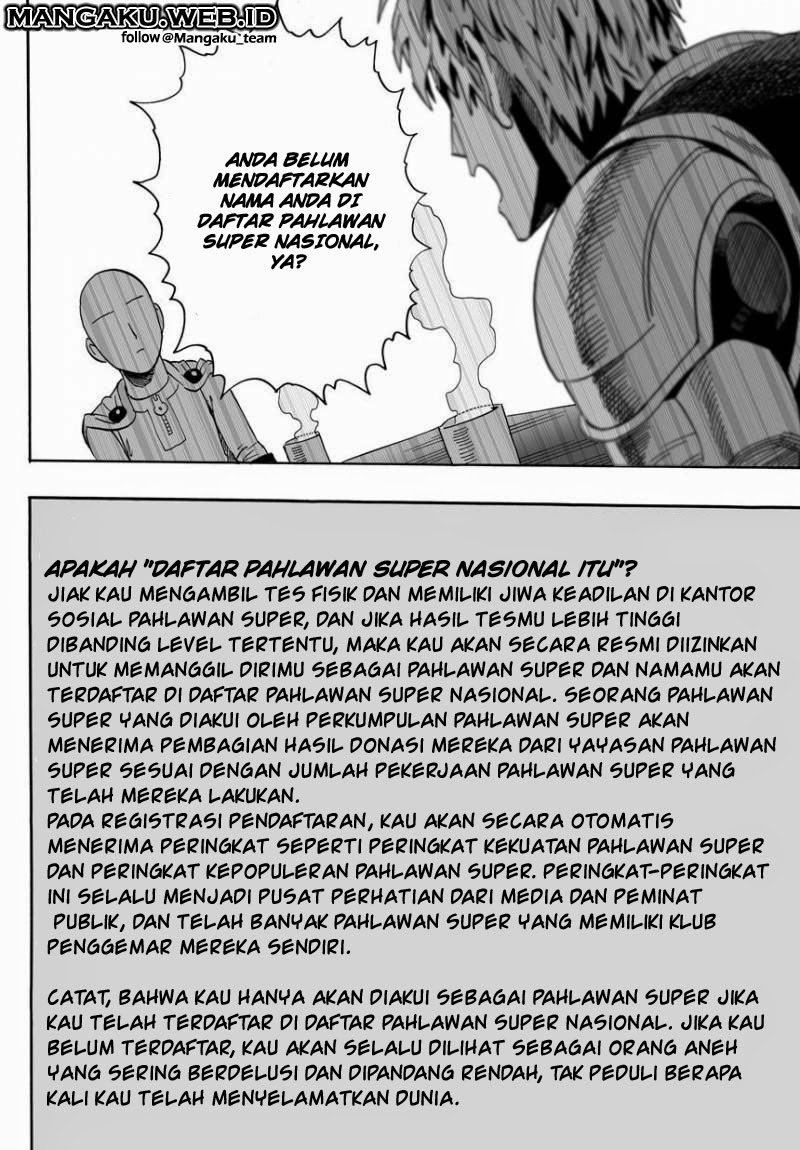 MANGAKU.WEB.ID
follow @Mangaku_team
ANDA BELUM
MENDAFTARKAN
NAMA ANDA DI
DAFTAR PAHLAWAN
SUPER NASIONAL,
YA?
APAKAH "DAFTAR PAHLAWAN SUPER NASIONAL ITU"?
JIAK KAU MENGAMBIL TES FISIK DAN MEMILIKI JIWA KEADILAN DI KANTOR
SOSIAL PAHLAWAN SUPER, DAN JIKA HASIL TESMU LEBIH TINGGI
DIBANDING LEVEL TERTENTU, MAKA KAU AKAN SECARA RESMI DIIZINKAN
UNTUK MEMANGGIL DIRIMU SEBAGAI PAHLAWAN SUPER DAN NAMAMU AKAN
TERDAFTAR DI DAFTAR PAHLAWAN SUPER NASIONAL. SEORANG PAHLAWAN
SUPER YANG DIAKUI OLEH PERKUMPULAN PAHLAWAN SUPER AKAN
MENERIMA PEMBAGIAN HASIL DONASI MEREKA DARI YAYASAN PAHLAWAN
SUPER SESUAI DENGAN JUMLAH PEKERJAAN PAHLAWAN SUPER YANG
TELAH MEREKA LAKUKAN.
PADA REGISTRASI PENDAFTARAN, KAU AKAN SECARA OTOMATIS
MENERIMA PERINGKAT SEPERTI PERINGKAT KEKUATAN PAHLAWAN SUPER
DAN PERINGKAT KEPOPULERAN PAHLAWAN SUPER. PERINGKAT-PERINGKAT
INI SELALU MENJADI PUSAT PERHATIAN DARI MEDIA DAN PEMINAT
PUBLIK, DAN TELAH BANYAK PAHLAWAN SUPER YANG MEMILIKI KLUB
PENGGEMAR MEREKA SENDIRI.
CATAT, BAHWA KAU HANYA AKAN DIAKUI SEBAGAI PAHLAWAN SUPER JIKA
KAU TELAH TERDAFTAR DI DAFTAR PAHLAWAN SUPER NASIONAL. JIKA KAU
BELUM TERDAFTAR, KAU AKAN SELALU DILIHAT SEBAGAI ORANG ANEH
YANG SERING BERDELUSI DAN DIPANDANG RENDAH, TAK PEDULI BERAPA
KALI KAU TELAH MENYELAMATKAN DUNIA.